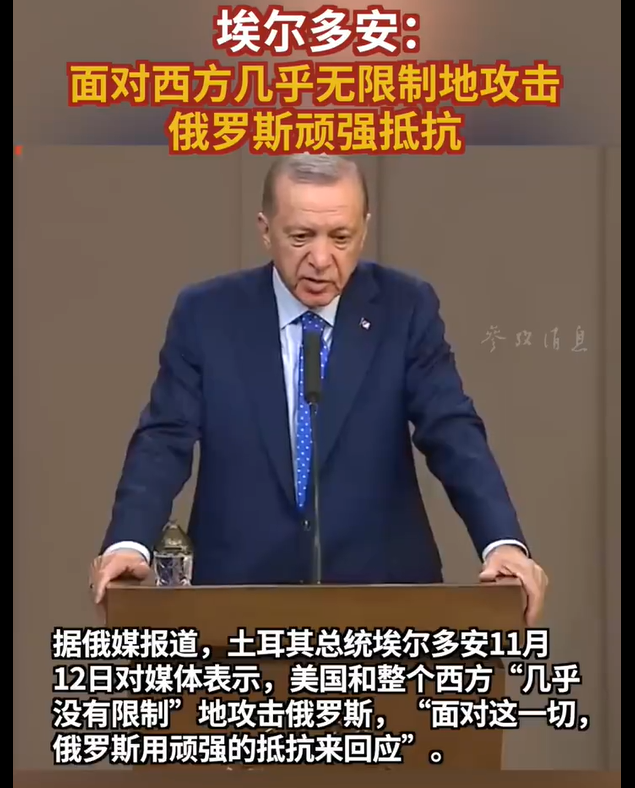 埃尔多安：
面对西方几乎无限制地攻击
俄罗斯顽强抵抗
参考消息
据俄媒报道，土耳其总统埃尔多安11月
12日对媒体表示，美国和整个西方“几乎
没有限制”地攻击俄罗斯，“面对这一切，
俄罗斯用顽强的抵抗来回应”。